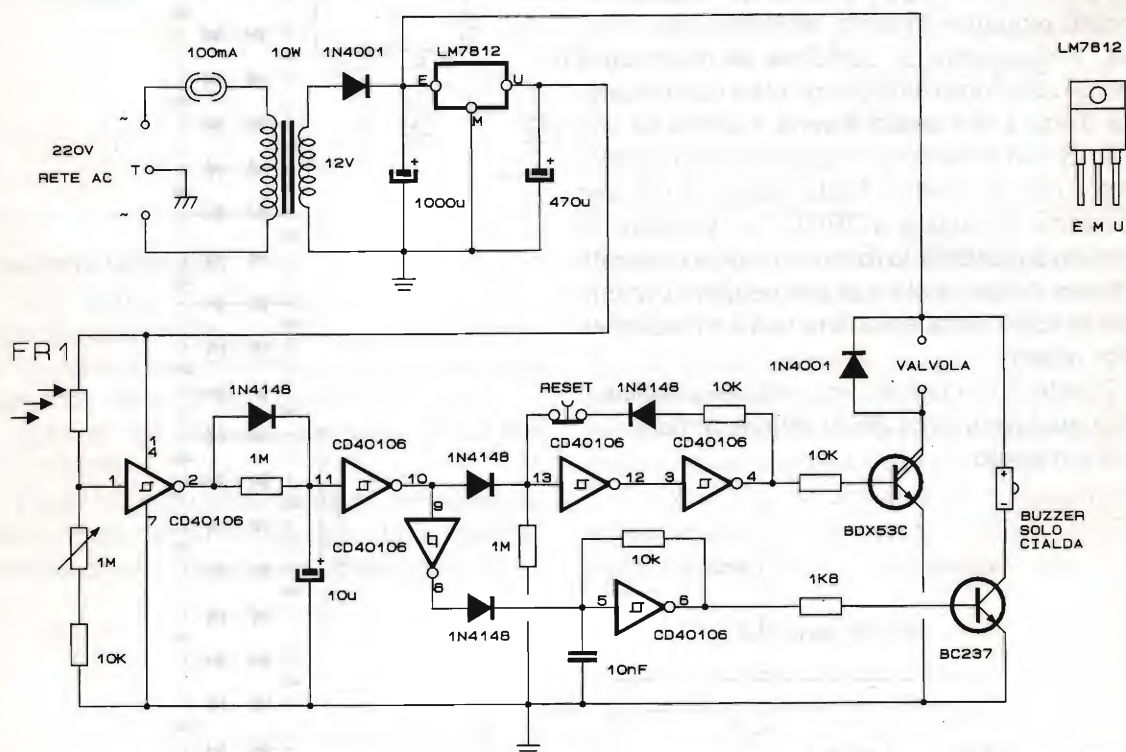 100mA
10W
1N4001
LM7812
E
U
M
~
220V
RETE AC
T
~
12V
+
1000u
+
470u
LM7812
E M U
FR1
1N4148
1M
1
4
1
2
7
CD40106
1M
10K
CD40106
11
10
+
10u
RESET
1N4148
10K
1N4148
CD40106
CD40106
13
12
3
4
9
CD40106
8
1M
1N4148
10k
5
6
CD40106
10nF
1N4001
VALVOLA
10K
BDX53C
+
-
BUZZER
SOLO
CIALDA
1K8
BC237